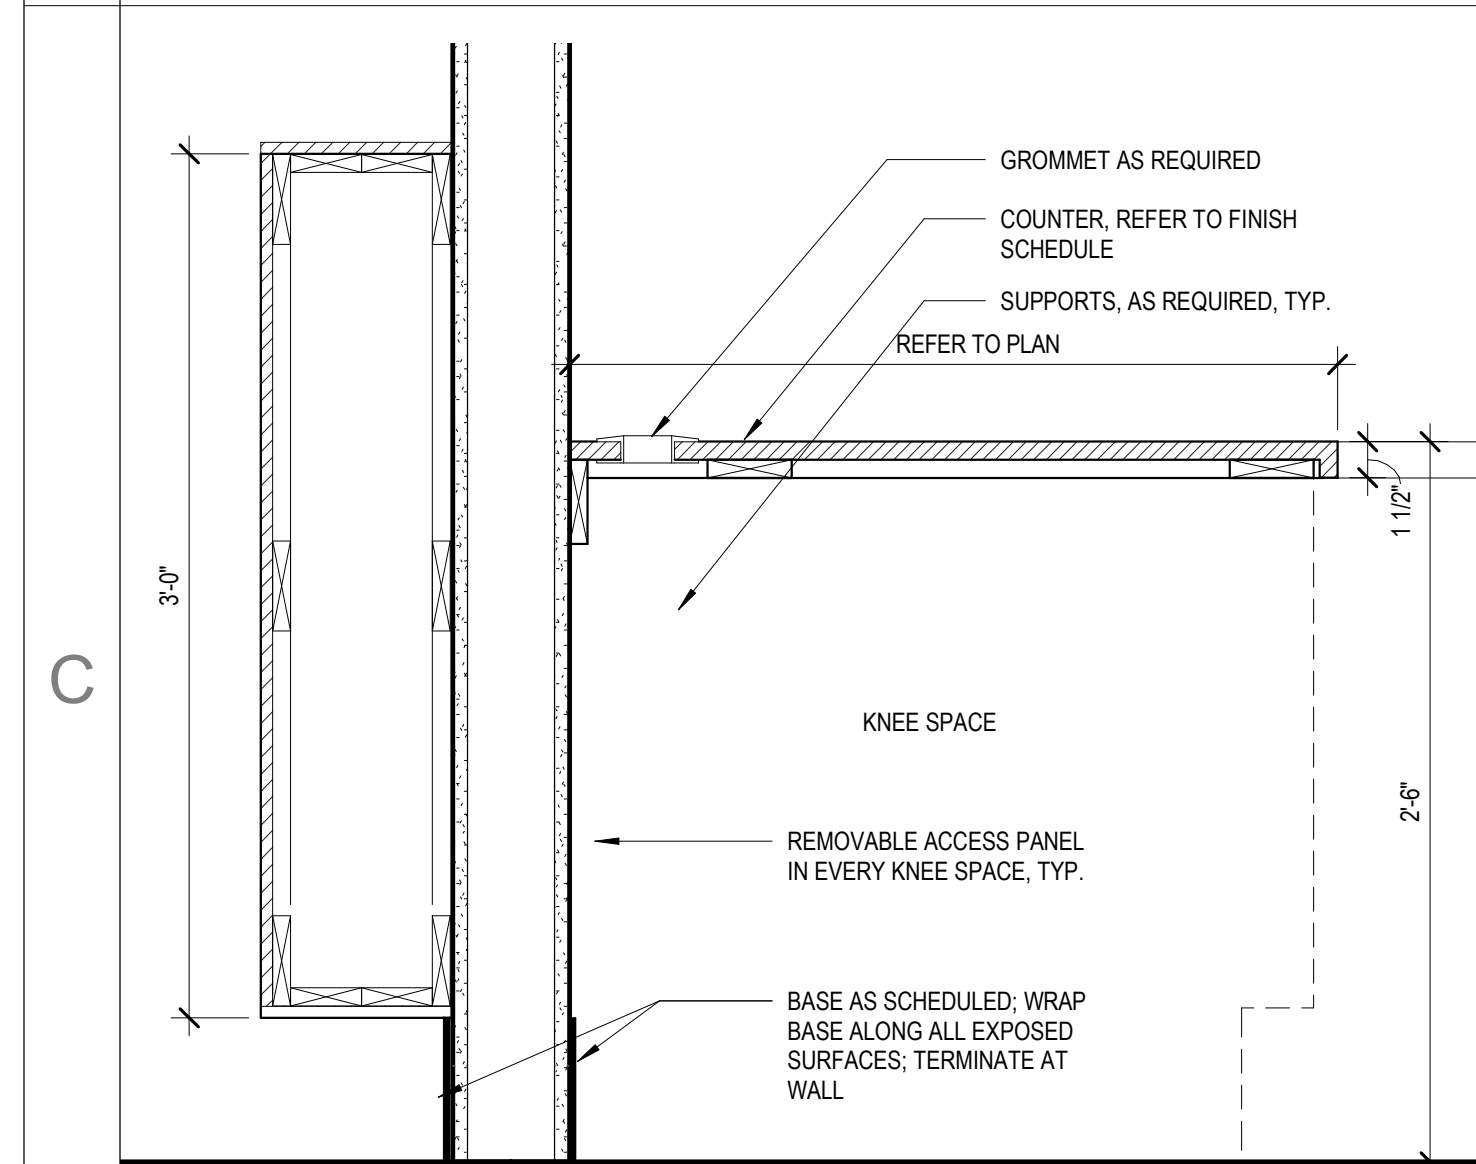 GROMMET AS REQUIRED
COUNTER, REFER TO FINISH
SCHEDULE
SUPPORTS, AS REQUIRED, TYP.
REFER TO PLAN
1 1/2"
3'-0"
C
KNEE SPACE
2'-6"
REMOVABLE ACCESS PANEL
IN EVERY KNEE SPACE, TYP.
BASE AS SCHEDULED; WRAP
BASE ALONG ALL EXPOSED
SURFACES; TERMINATE AT
WALL